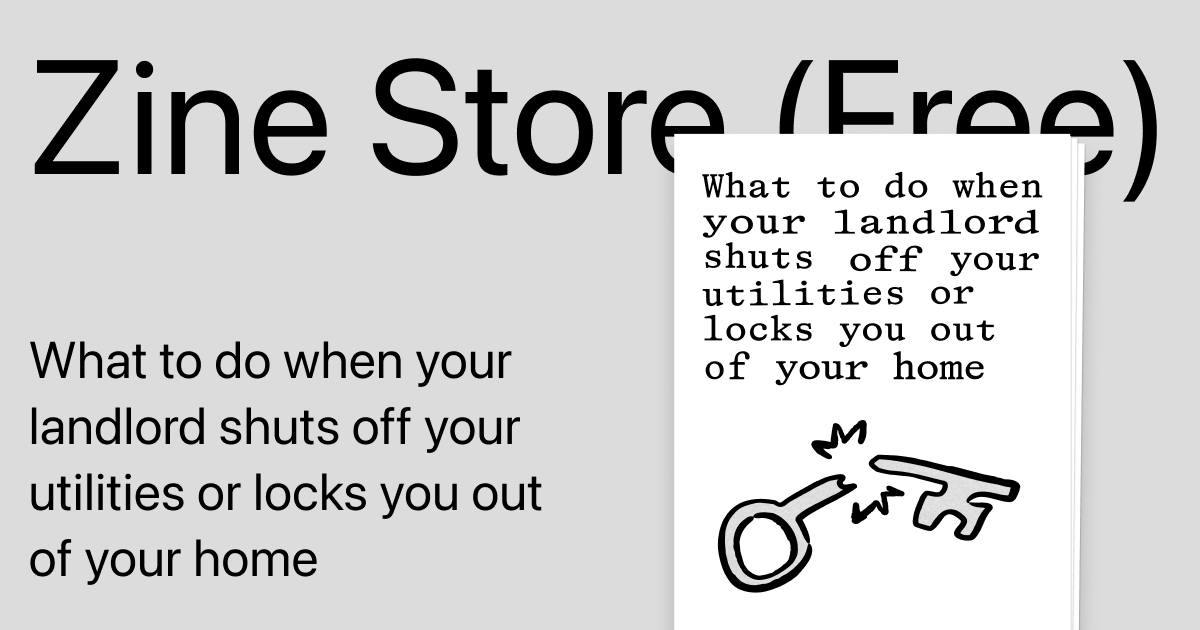 Zine Store (Free)
What to do when your
landlord shuts off your
utilities or locks you out
of your home
What to do when
your landlord
shuts off your
utilities or
locks you out
of your home